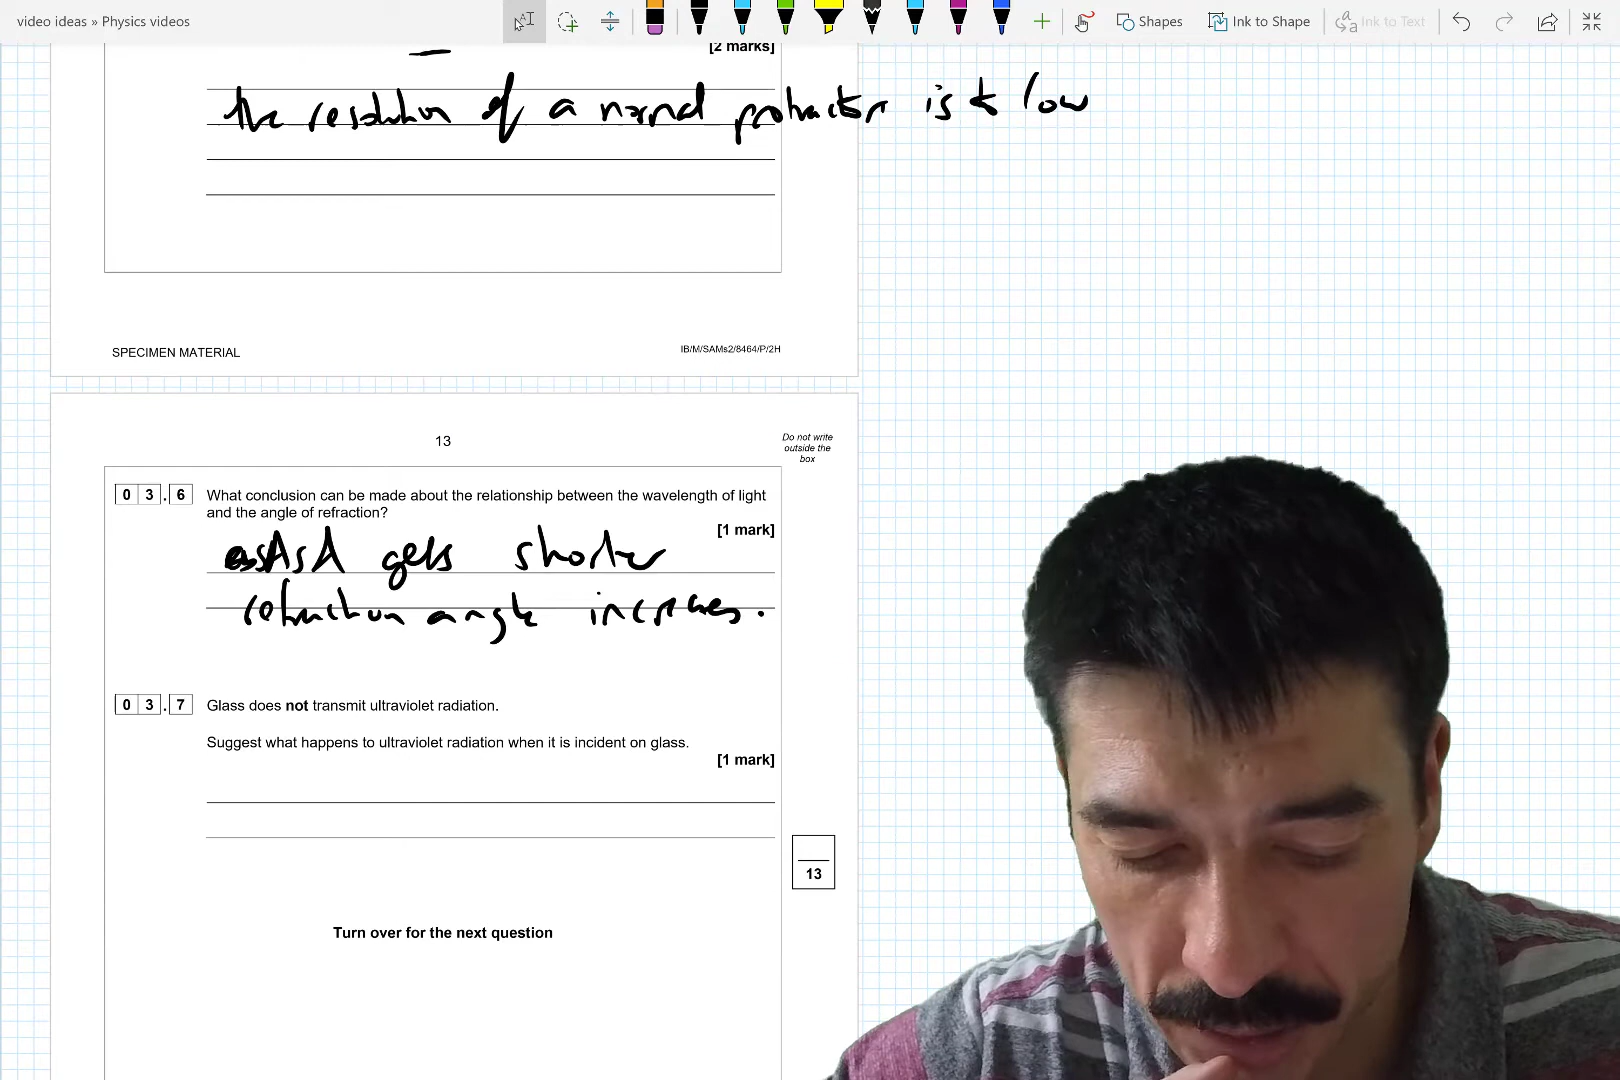 video ideas » Physics videos
Shapes
Ink to Shape
Ink to Text
[2 marks]
the resolution of a normal protractor is to low
SPECIMEN MATERIAL
IB/M/SAMs2/8464/P/2H
13
Do not write
outside the
box
0 3 . 6 What conclusion can be made about the relationship between the wavelength of light
and the angle of refraction?
[1 mark]
As λ gets shorter
refraction angle increases.
0 3 . 7 Glass does not transmit ultraviolet radiation.
Suggest what happens to ultraviolet radiation when it is incident on glass.
[1 mark]
13
Turn over for the next question